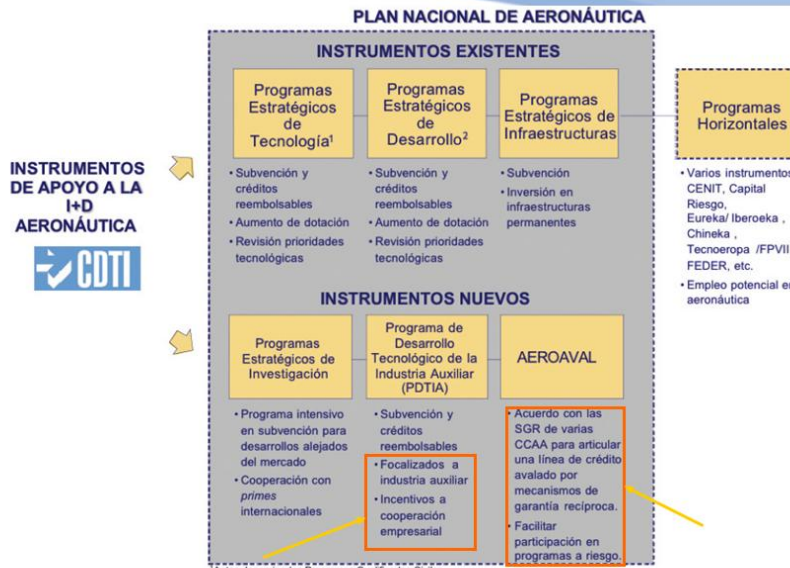 PLAN NACIONAL DE AERONÁUTICA
INSTRUMENTOS EXISTENTES
Programas
Estratégicos
de
Tecnología¹
Programas
Estratégicos
de
Desarrollo²
Programas
Estratégicos de
Infraestructuras
Programas
Horizontales
INSTRUMENTOS
DE APOYO A LA
I+D
AERONÁUTICA
CDTI
• Subvención y
créditos
reembolsables
• Aumento de dotación
• Revisión prioridades
tecnológicas
• Subvención y
créditos
reembolsables
• Aumento de dotación
• Revisión prioridades
tecnológicas
• Subvención
• Inversión en
infraestructuras
permanentes
• Varios instrumentos
CENIT, Capital
Riesgo,
Eureka/ Iberoeka ,
Chineka ,
Tecnoeropa /FPVII
FEDER, etc.
• Empleo potencial en
aeronáutica
INSTRUMENTOS NUEVOS
Programas
Estratégicos de
Investigación
Programa de
Desarrollo
Tecnológico de la
Industria Auxiliar
(PDTIA)
AEROAVAL
• Programa intensivo
en subvención para
desarrollos alejados
del mercado
• Cooperación con
primes
internacionales
• Subvención y
créditos
reembolsables
• Focalizados a
industria auxiliar
• Incentivos a
cooperación
empresarial
• Acuerdo con las
SGR de varias
CCAA para articular
una línea de crédito
avalado por
mecanismos de
garantía recíproca.
• Facilitar
participación en
programas a riesgo.